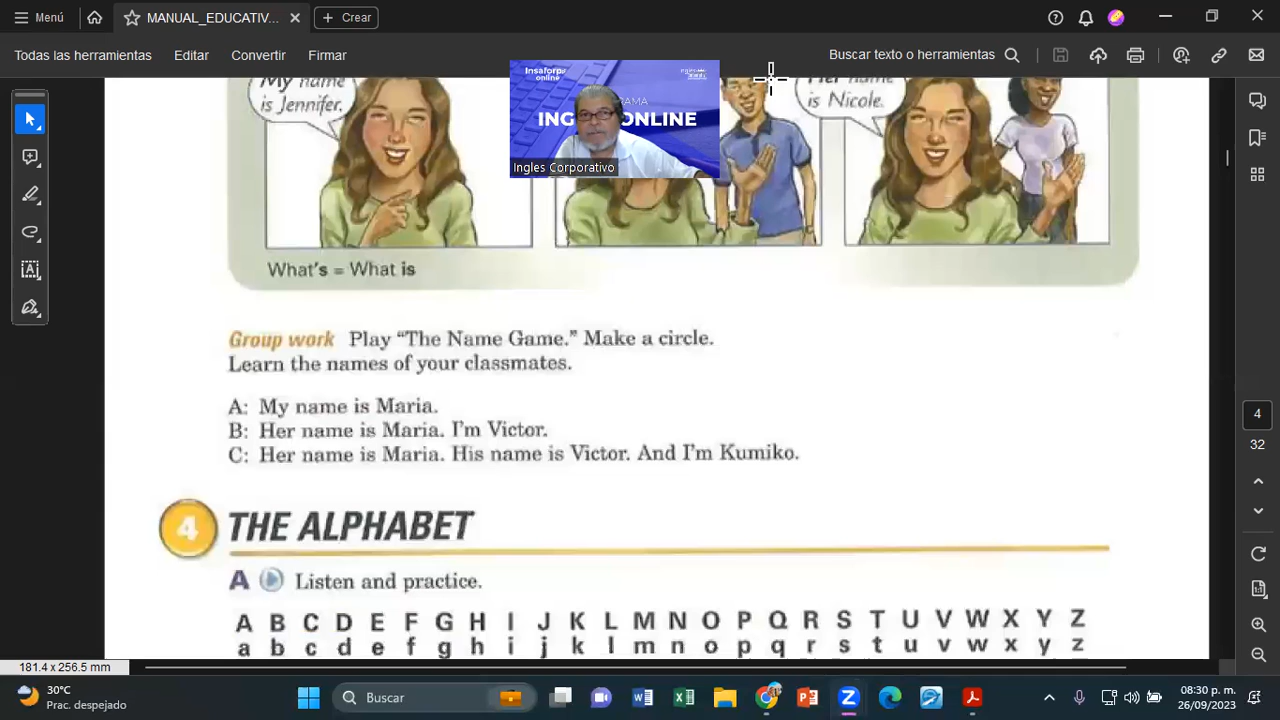 Menú
MANUAL_EDUCATIV...
Crear
Todas las herramientas
Editar
Convertir
Firmar
Buscar texto o herramientas
My name
is Jennifer.
Insaforp
online
ONLINE
Ingles Corporativo
Her name
is Nicole.
What's = What is
Group work Play “The Name Game.” Make a circle.
Learn the names of your classmates.
A: My name is Maria.
B: Her name is Maria. I'm Victor.
C: Her name is Maria. His name is Victor. And I'm Kumiko.
4 THE ALPHABET
A Listen and practice.
A B C D E F G H I J K L M N O P Q R S T U V W X Y Z
a b c d e f g h i j k l m n o p q r s t u v w x y z
4
32
181.4 x 256.5 mm
30°C
Prc. despejado
Buscar
08:30 p. m.
26/09/2023